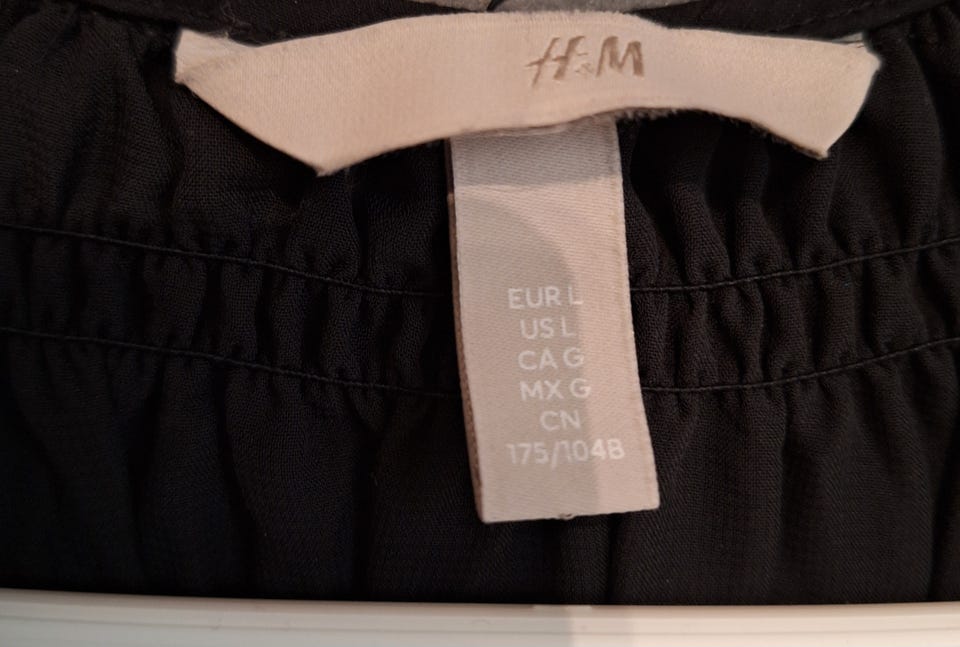 H&M
EUR L
US L
CA G
MX G
CN
175/104B